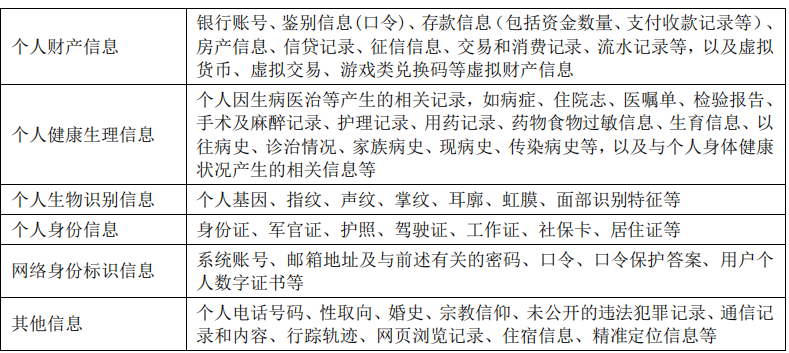 个人财产信息
银行账号、鉴别信息(口令)、存款信息（包括资金数量、支付收款记录等）、
房产信息、信贷记录、征信信息、交易和消费记录、流水记录等，以及虚拟
货币、虚拟交易、游戏类兑换码等虚拟财产信息
个人健康生理信息
个人因生病医治等产生的相关记录，如病症、住院志、医嘱单、检验报告、
手术及麻醉记录、护理记录、用药记录、药物食物过敏信息、生育信息、以
往病史、诊治情况、家族病史、现病史、传染病史等，以及与个人身体健康
状况产生的相关信息等
个人生物识别信息
个人基因、指纹、声纹、掌纹、耳廓、虹膜、面部识别特征等
个人身份信息
身份证、军官证、护照、驾驶证、工作证、社保卡、居住证等
网络身份标识信息
系统账号、邮箱地址及与前述有关的密码、口令、口令保护答案、用户个
人数字证书等
其他信息
个人电话号码、性取向、婚史、宗教信仰、未公开的违法犯罪记录、通信记
录和内容、行踪轨迹、网页浏览记录、住宿信息、精准定位信息等